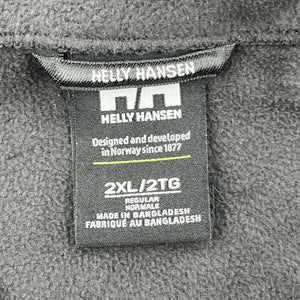 HELLY HANSEN
HH
HELLY HANSEN
Designed and developed
in Norway since 1877
2XL/2TG
REGULAR
NORMALE
MADE IN BANGLADESH
FABRIQUÉ AU BANGLADESH